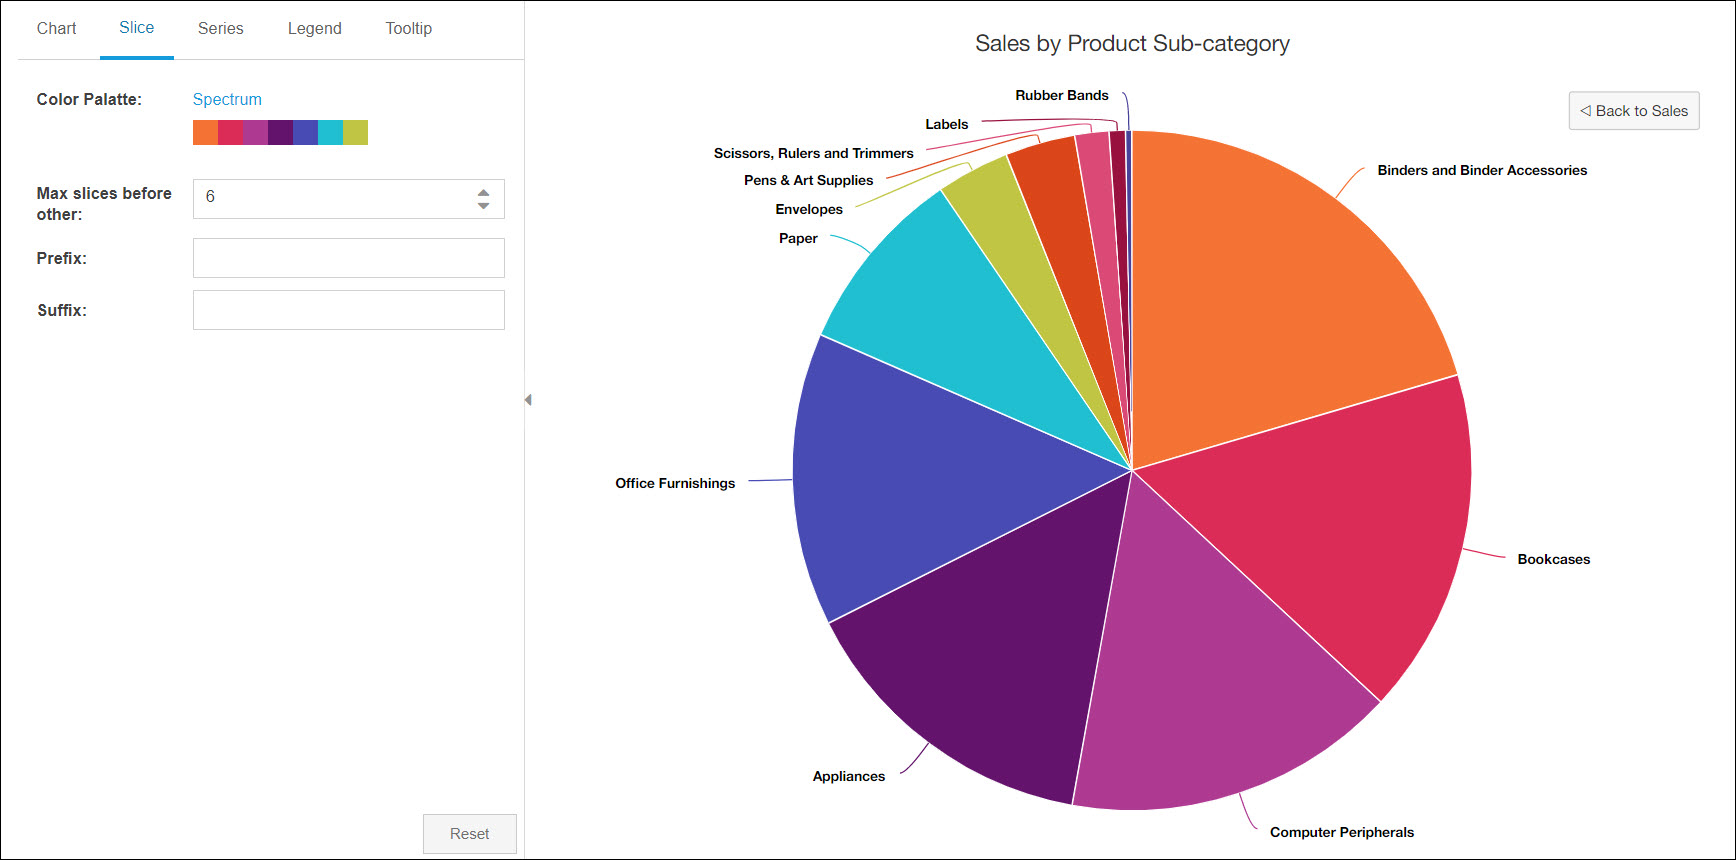 Chart
Slice
Series
Legend
Tooltip
Color Palatte:
Spectrum
Max slices before
other:
6
Prefix:
Suffix:
Reset
Sales by Product Sub-category
◁ Back to Sales
Rubber Bands
Labels
Scissors, Rulers and Trimmers
Pens & Art Supplies
Envelopes
Paper
Binders and Binder Accessories
Office Furnishings
Bookcases
Appliances
Computer Peripherals